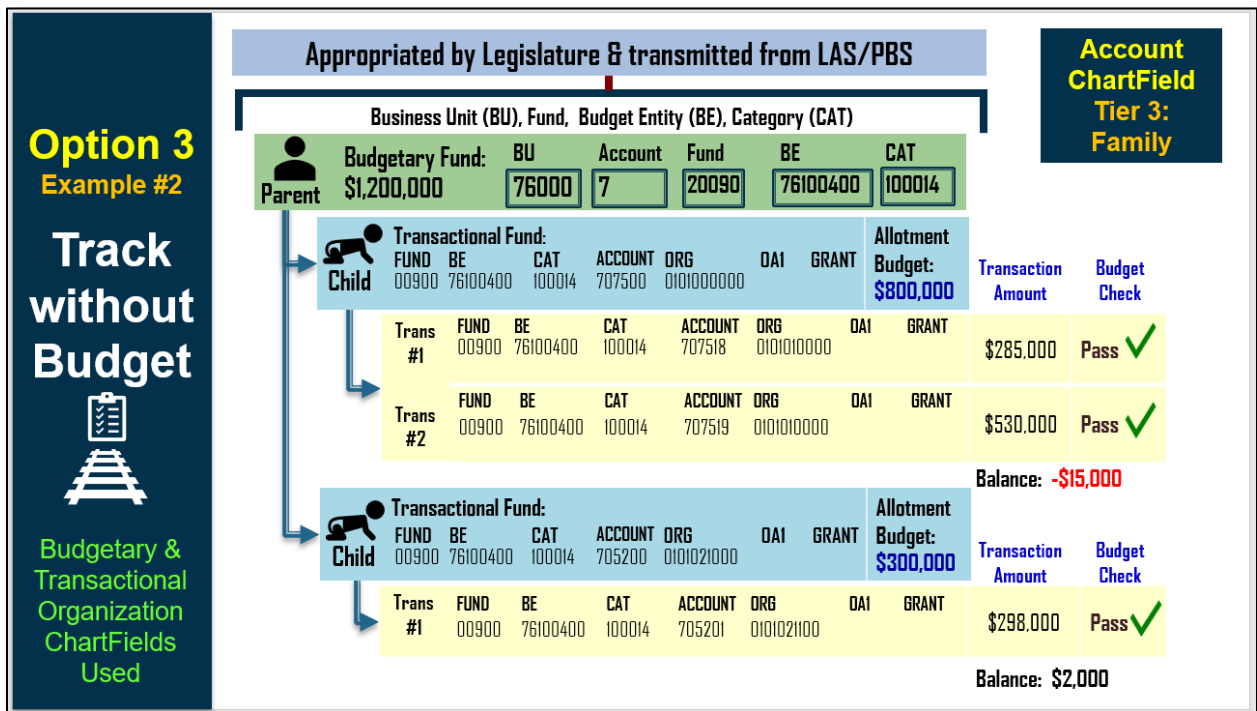 Option 3
Example #2
Track
without
Budget
Budgetary &
Transactional
Organization
ChartFields
Used
Appropriated by Legislature & transmitted from LAS/PBS
Account
ChartField
Tier 3:
Family
Business Unit (BU), Fund, Budget Entity (BE), Category (CAT)
Parent
Budgetary Fund:
$1,200,000
BU Account Fund BE CAT
76000 7 20090 76100400 100014
Child
Transactional Fund:
FUND BE CAT ACCOUNT ORG OA1 GRANT
00900 76100400 100014 707500 0101000000
Allotment
Budget:
$800,000
Transaction
Amount
Budget
Check
Trans
#1
FUND BE CAT ACCOUNT ORG OA1 GRANT
00900 76100400 100014 707518 0101010000
$285,000 Pass
Trans
#2
FUND BE CAT ACCOUNT ORG OA1 GRANT
00900 76100400 100014 707519 0101010000
$530,000 Pass
Balance: -$15,000
Child
Transactional Fund:
FUND BE CAT ACCOUNT ORG OA1 GRANT
00900 76100400 100014 705200 0101021000
Allotment
Budget:
$300,000
Transaction
Amount
Budget
Check
Trans
#1
FUND BE CAT ACCOUNT ORG OA1 GRANT
00900 76100400 100014 705201 0101021100
$298,000 Pass
Balance: $2,000